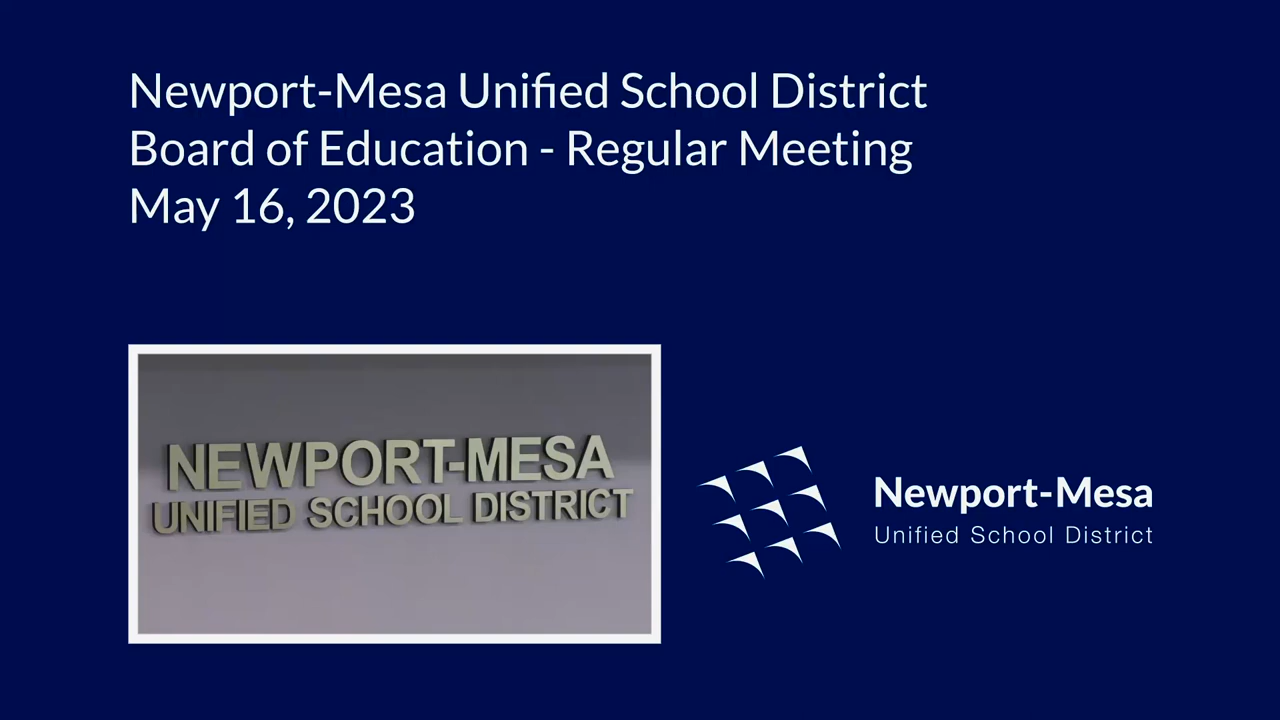 Newport-Mesa Unified School District
Board of Education - Regular Meeting
May 16, 2023
NEWPORT-MESA
UNIFIED SCHOOL DISTRICT
Newport-Mesa
Unified School District